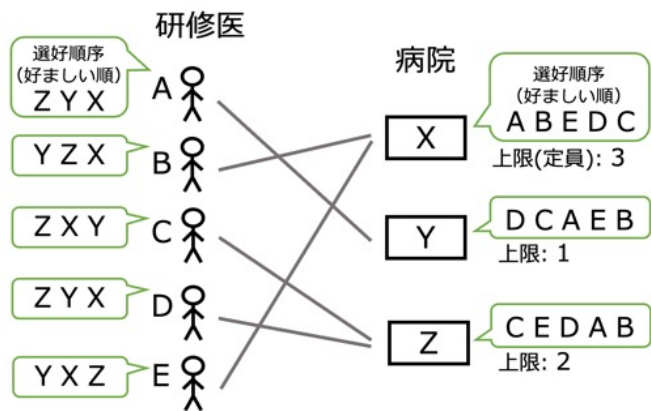 研修医
病院
選好順序
(好ましい順)
Z Y X
A
Y Z X
B
Z X Y
C
Z Y X
D
Y X Z
E
X
選好順序
(好ましい順)
A B E D C
上限(定員): 3
Y
D C A E B
上限: 1
Z
C E D A B
上限: 2